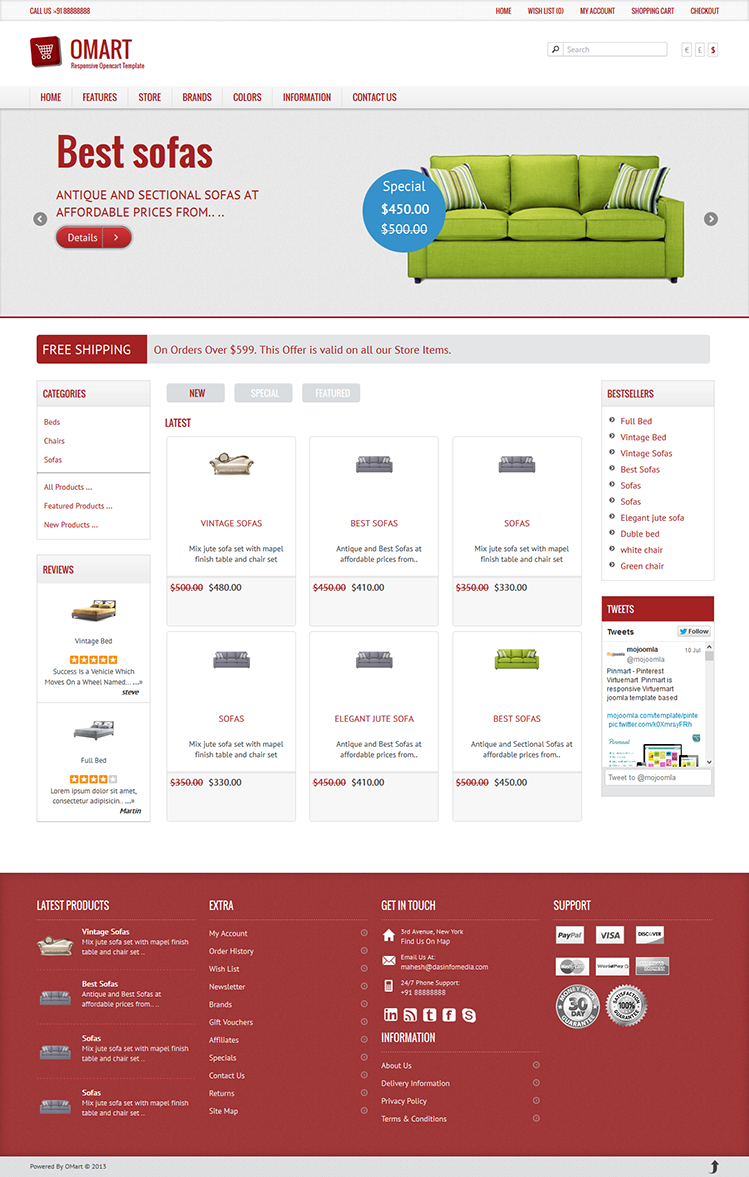 CALL US :+91 88888888
HOME WISH LIST (0) MY ACCOUNT SHOPPING CART CHECKOUT
OMART
Responsive Opencart Template
Search
€ £ $
HOME FEATURES STORE BRANDS COLORS INFORMATION CONTACT US
Best sofas
ANTIQUE AND SECTIONAL SOFAS AT
AFFORDABLE PRICES FROM.. ..
Details
Special
$450.00
$500.00
FREE SHIPPING On Orders Over $599. This Offer is valid on all our Store Items.
CATEGORIES
Beds
Chairs
Sofas
All Products ...
Featured Products ...
New Products ...
REVIEWS
Vintage Bed
Success Is a Vehicle Which
Moves On a Wheel Named... ...»
steve
Full Bed
Lorem ipsum dolor sit amet,
consectetur adipisicin.. ...»
Martin
NEW SPECIAL FEATURED
LATEST
VINTAGE SOFAS
Mix jute sofa set with mapel
finish table and chair set
$500.00 $480.00
BEST SOFAS
Antique and Best Sofas at
affordable prices from..
$450.00 $410.00
SOFAS
Mix jute sofa set with mapel
finish table and chair set
$350.00 $330.00
SOFAS
Mix jute sofa set with mapel
finish table and chair set
$350.00 $330.00
ELEGANT JUTE SOFA
Antique and Best Sofas at
affordable prices from..
$450.00 $410.00
BEST SOFAS
Antique and Sectional Sofas at
affordable prices from..
$500.00 $450.00
BESTSELLERS
Full Bed
Vintage Bed
Vintage Sofas
Best Sofas
Sofas
Sofas
Elegant jute sofa
Duble bed
white chair
Green chair
TWEETS
Tweets Follow
mojoomla 10 Jul
@mojoomla
Pinmart - Pinterest
Virtuemart Pinmart is
responsive Virtuemart
joomla template based
mojoomla.com/template/pinte
pic.twitter.com/k0XmrsyFRh
Pinmart
Tweet to @mojoomla
LATEST PRODUCTS
Vintage Sofas
Mix jute sofa set with mapel finish
table and chair set ..
Best Sofas
Antique and Best Sofas at
affordable prices from.. ..
Sofas
Mix jute sofa set with mapel finish
table and chair set ..
Sofas
Mix jute sofa set with mapel finish
table and chair set ..
EXTRA
My Account
Order History
Wish List
Newsletter
Brands
Gift Vouchers
Affiliates
Specials
Contact Us
Returns
Site Map
GET IN TOUCH
3rd Avenue, New York
Find Us On Map
Email Us At:
mahesh@dasinfomedia.com
24/7 Phone Support:
+91 88888888
INFORMATION
About Us
Delivery Information
Privacy Policy
Terms & Conditions
SUPPORT
PayPal VISA DISCOVER
MasterCard WorldPay
MONEY BACK
30
DAY
GUARANTEE
SATISFACTION
100%
GUARANTEE
Powered By OMart © 2013